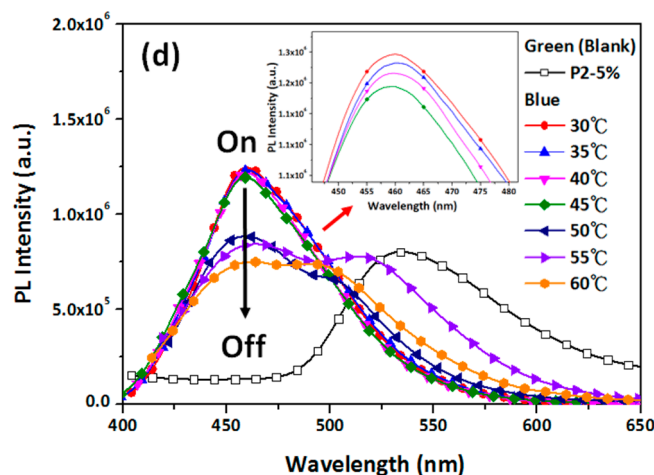 (d)
On
Off
PL Intensity (a.u.)
2.0x10⁶
1.5x10⁶
1.0x10⁶
5.0x10⁵
0.0
400
450
500
550
600
650
Wavelength (nm)
PL Intensity (a.u.)
1.3x10⁶
1.2x10⁶
1.1x10⁶
1.1x10⁶
450
455
460
465
470
475
480
Wavelength (nm)
Green (Blank)
P2-5%
Blue
30℃
35℃
40℃
45℃
50℃
55℃
60℃